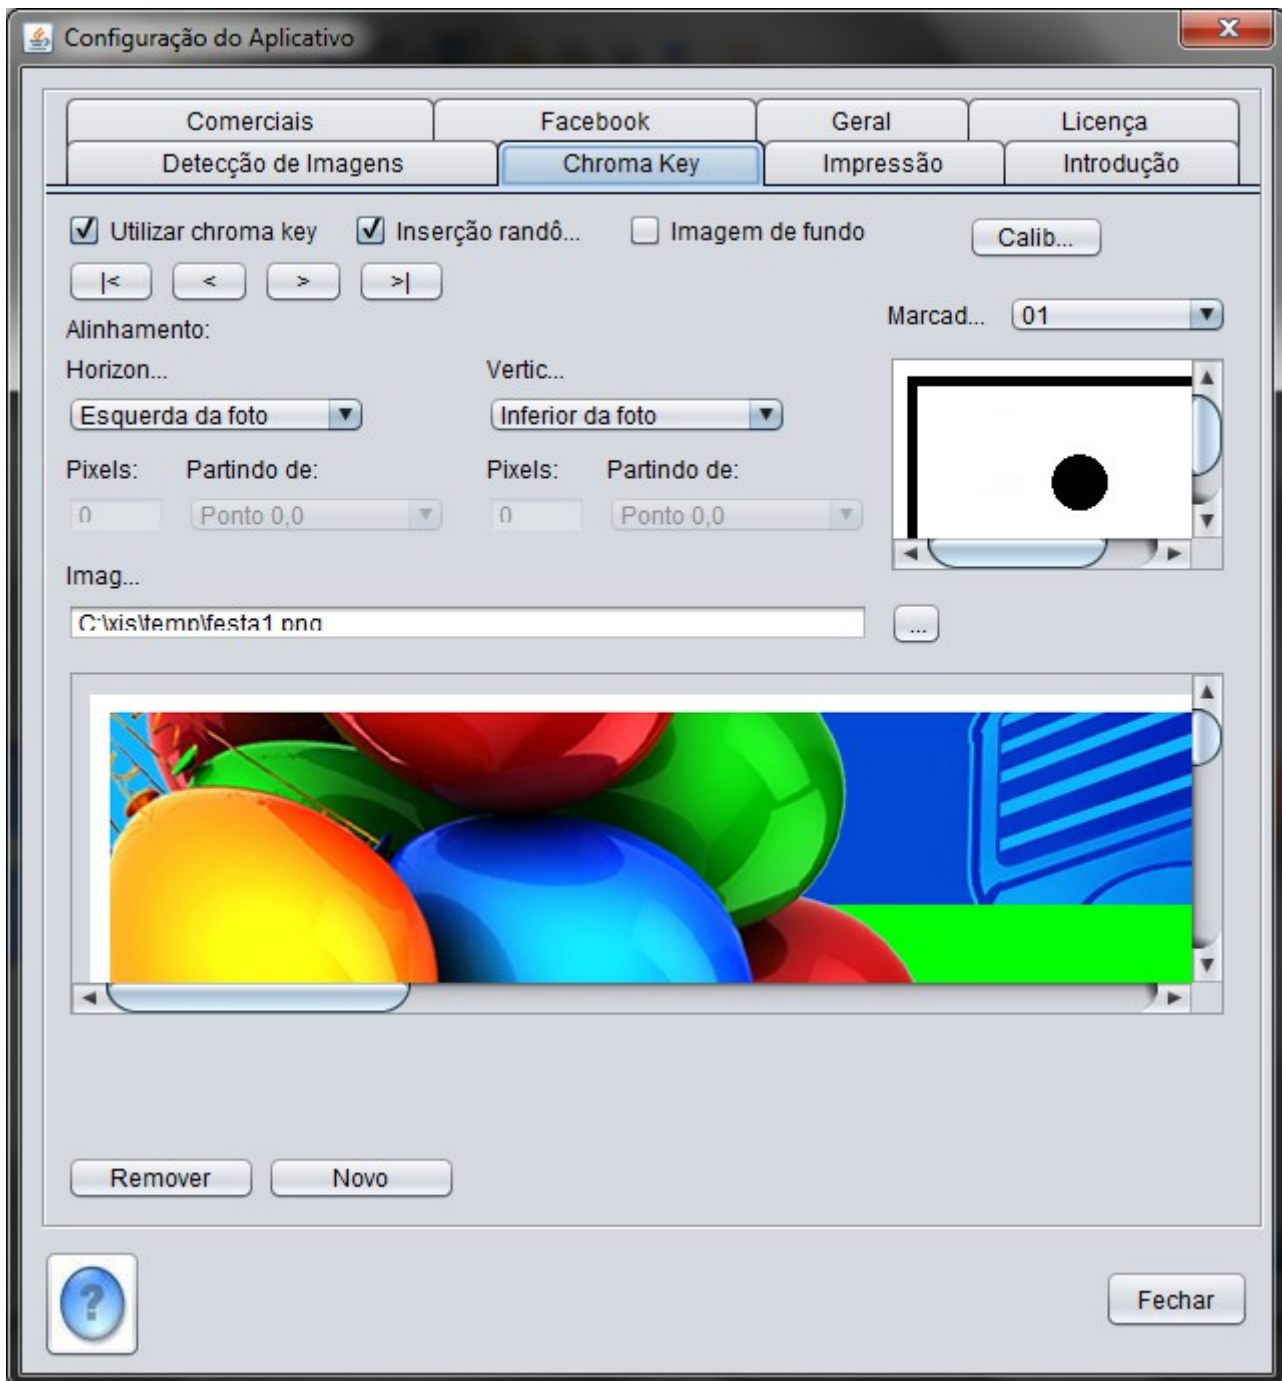 Configuração do Aplicativo
Comerciais Facebook Geral Licença
Detecção de Imagens Chroma Key Impressão Introdução
Utilizar chroma key Inserção randô... Imagem de fundo Calib...
|< < > >|
Marcad... 01
Alinhamento:
Horizon... Vertic...
Esquerda da foto Inferior da foto
Pixels: Partindo de: Pixels: Partindo de:
0 Ponto 0,0 0 Ponto 0,0
Imag...
C:\xis\temp\festa1.png ...
Remover Novo
? Fechar